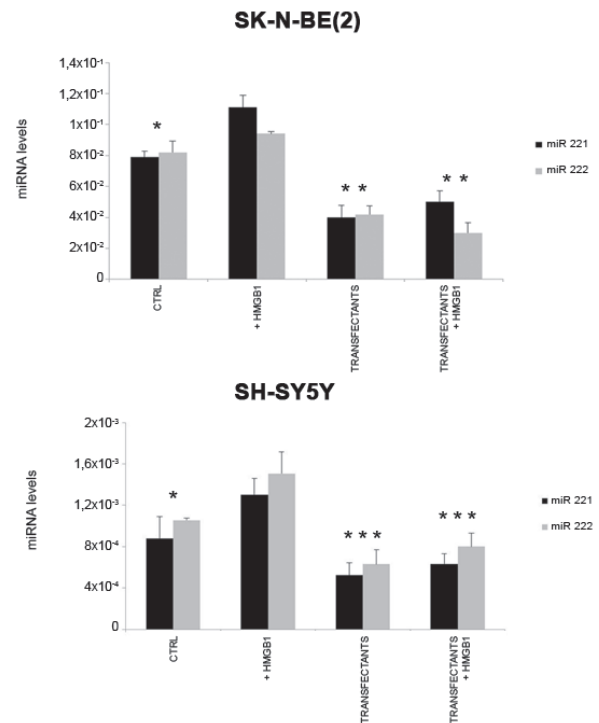 SK-N-BE(2)
miRNA levels
1,4x10⁻¹
1,2x10⁻¹
1x10⁻¹
8x10⁻²
6x10⁻²
4x10⁻²
2x10⁻²
0
*
* *
* *
miR 221
miR 222
CTRL
+ HMGB1
TRANSFECTANTS
TRANSFECTANTS
+ HMGB1
SH-SY5Y
miRNA levels
2x10⁻³
1,6x10⁻³
1,2x10⁻³
8x10⁻⁴
4x10⁻⁴
0
*
* * *
* * *
miR 221
miR 222
CTRL
+ HMGB1
TRANSFECTANTS
TRANSFECTANTS
+ HMGB1